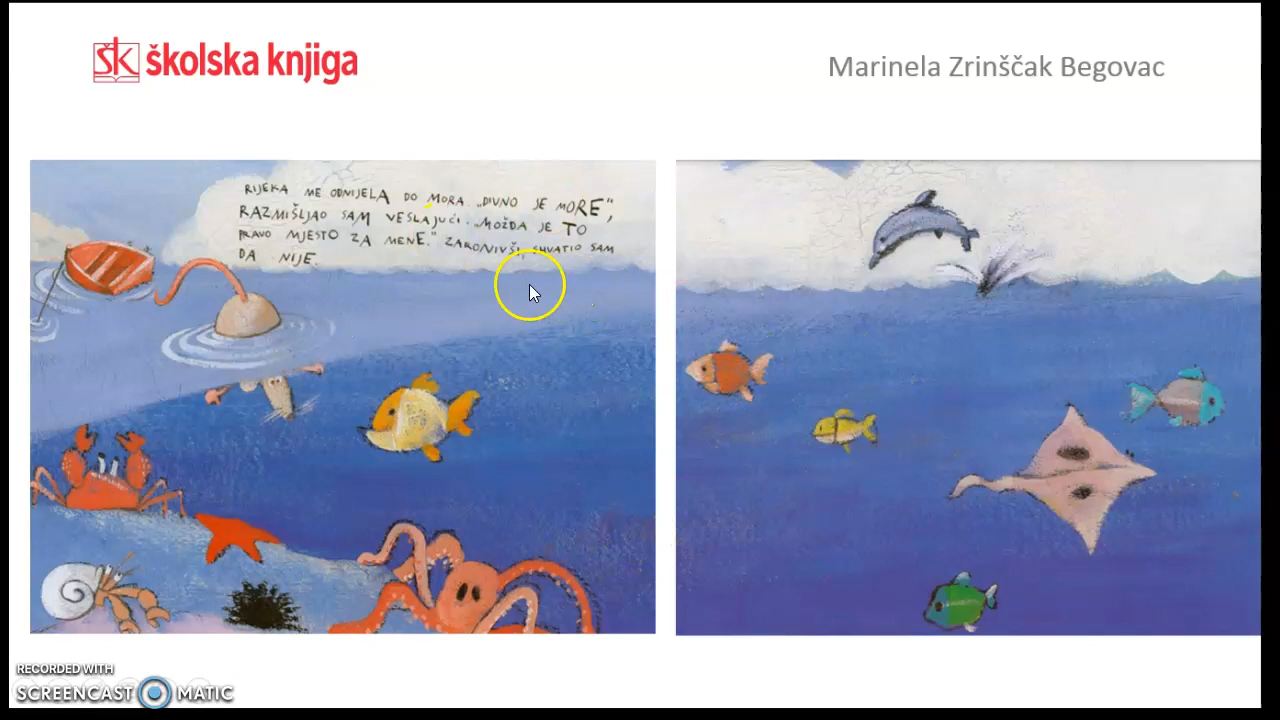 školska knjiga
Marinela Zrinščak Begovac
RIJEKA ME ODNIJELA DO MORA. „DIVNO JE MORE“,
RAZMIŠLJAO SAM VESLAJUĆI. „MOŽDA JE TO
PRAVO MJESTO ZA MENE.“ ZARONIVŠI, SHVATIO SAM
DA NIJE.
RECORDED WITH
SCREENCAST MATIC